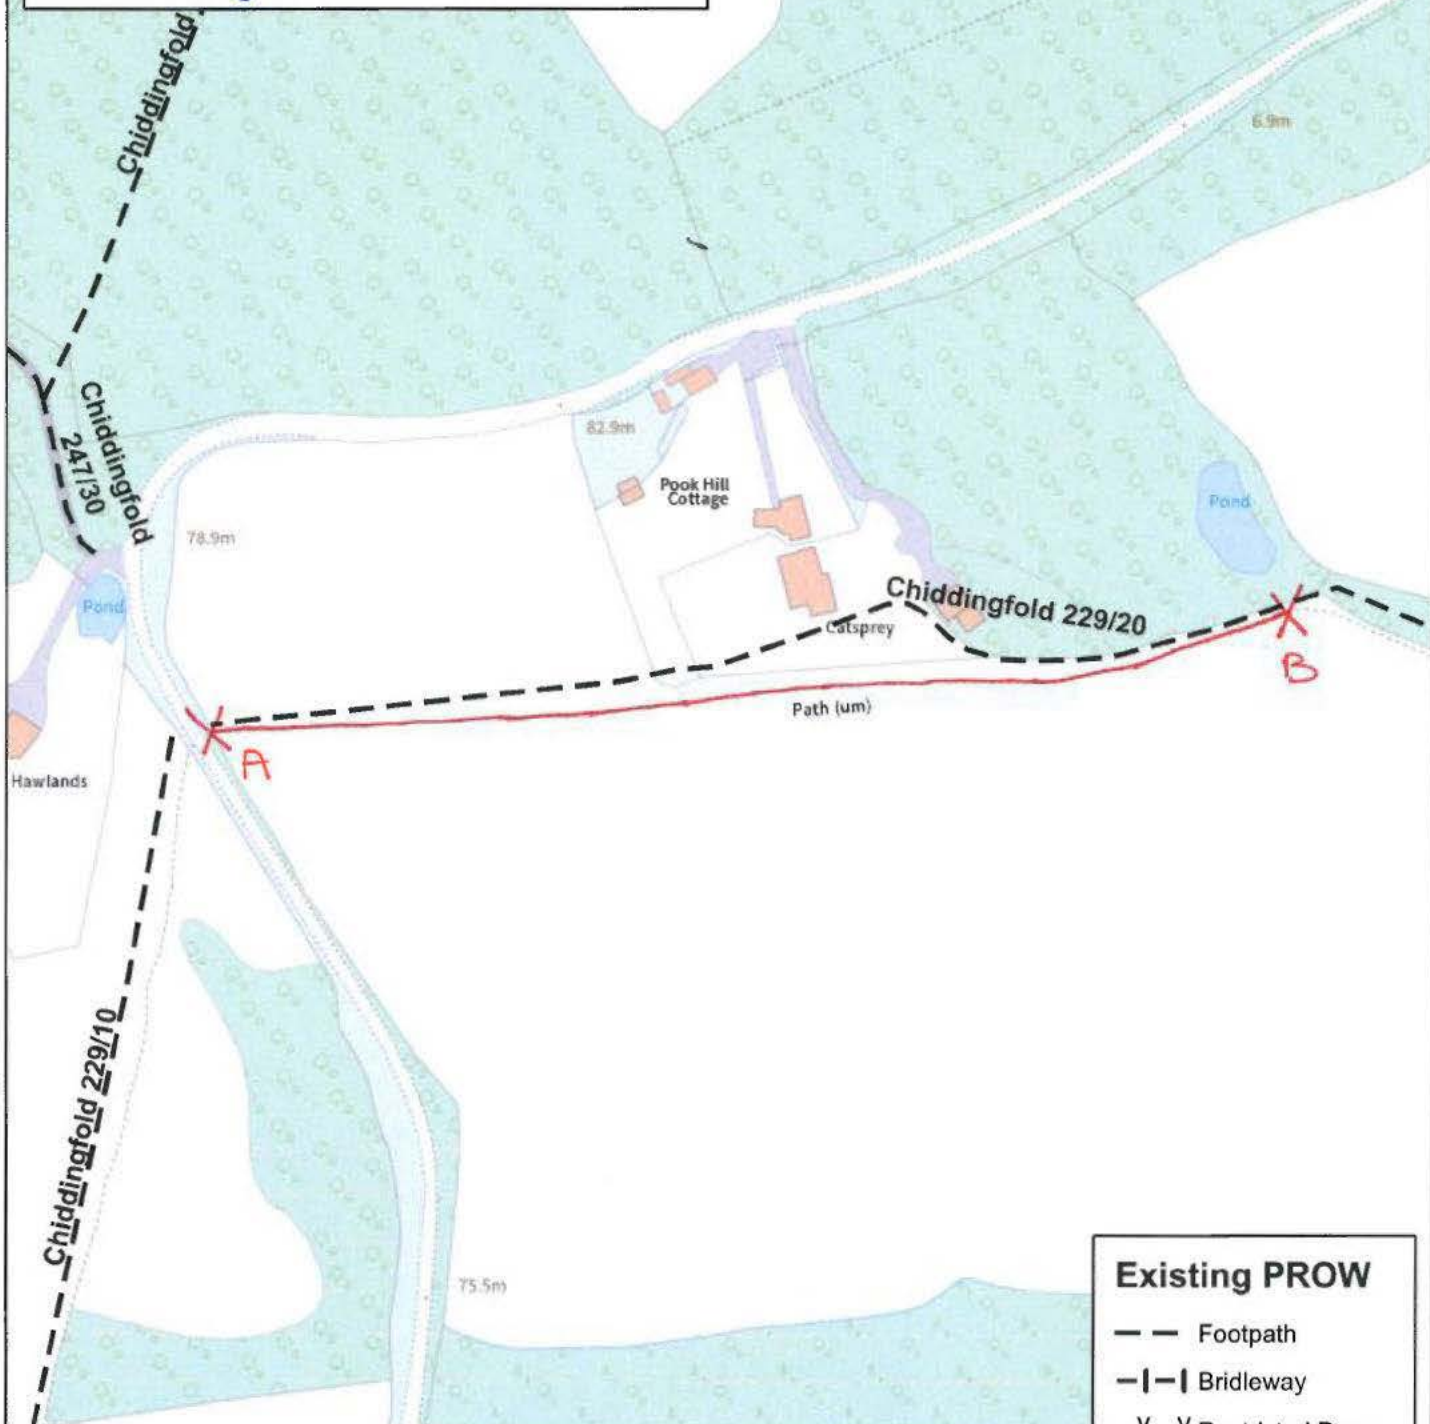 Chiddingfold
6.9m
Chiddingfold
247/30
82.9m
Pook Hill
Cottage
Pond
78.9m
Pond
Chiddingfold 229/20
Catsprey
B
Path (um)
A
Hawlands
Chiddingfold 229/10
75.5m
Existing PROW
Footpath
Bridleway